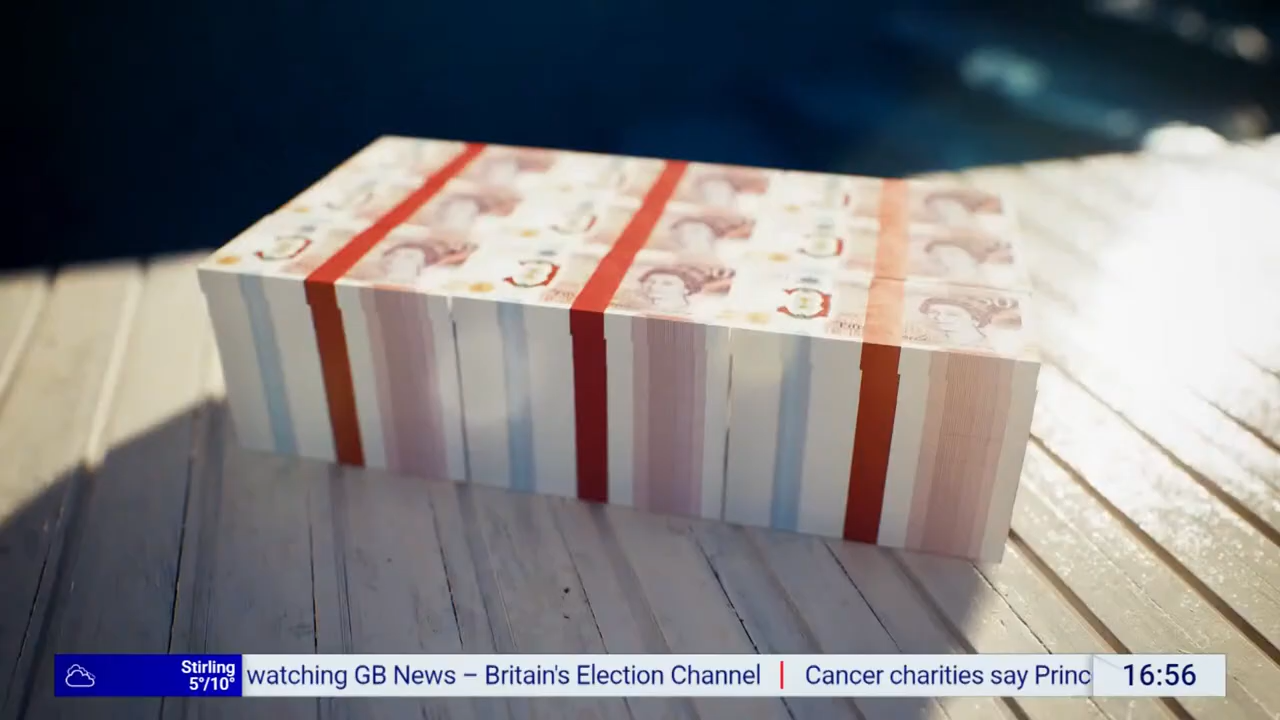 Stirling
5°/10°
watching GB News – Britain's Election Channel | Cancer charities say Princ
16:56